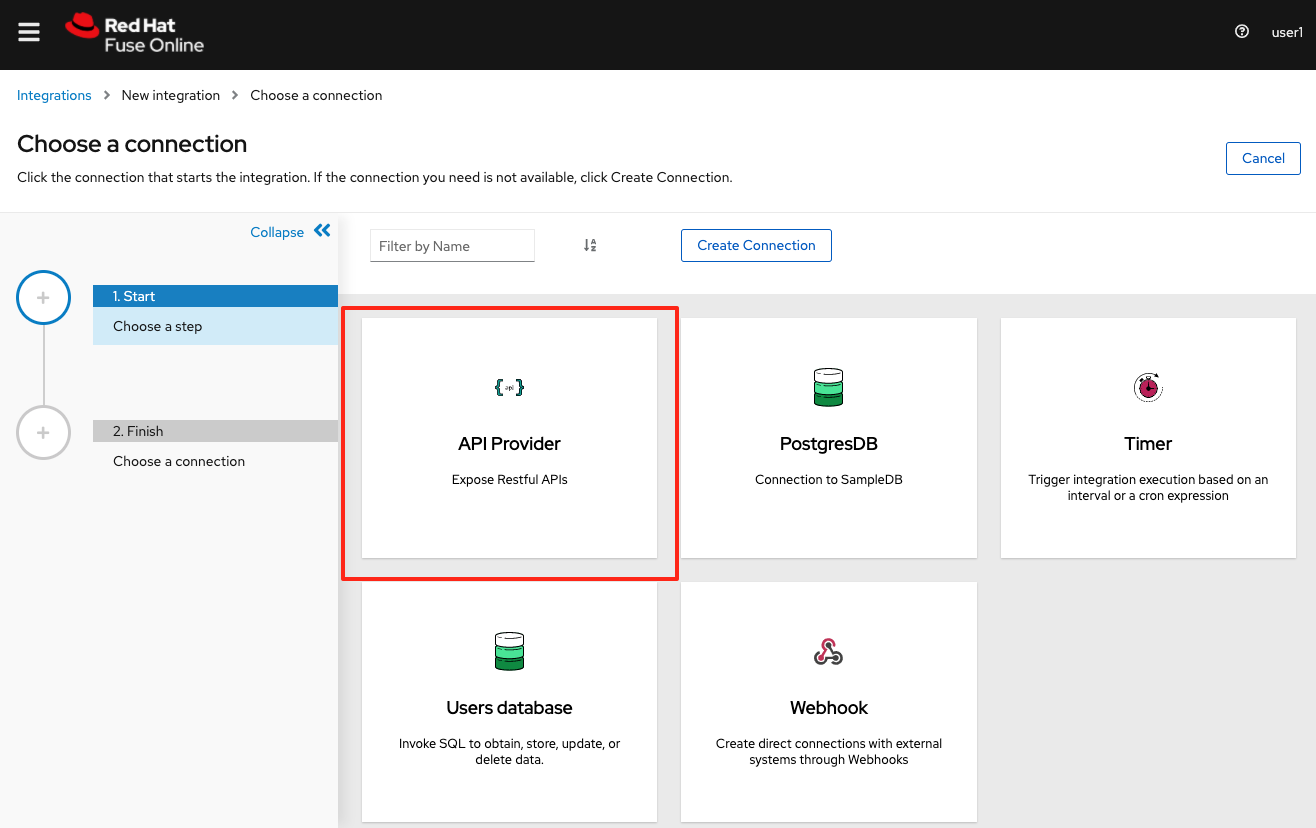 Red Hat
Fuse Online
user1
Integrations > New integration > Choose a connection
Choose a connection
Click the connection that starts the integration. If the connection you need is not available, click Create Connection.
Cancel
Collapse
1. Start
Choose a step
2. Finish
Choose a connection
Filter by Name
Create Connection
{ api }
API Provider
Expose Restful APIs
PostgresDB
Connection to SampleDB
Timer
Trigger integration execution based on an
interval or a cron expression
Users database
Invoke SQL to obtain, store, update, or
delete data.
Webhook
Create direct connections with external
systems through Webhooks